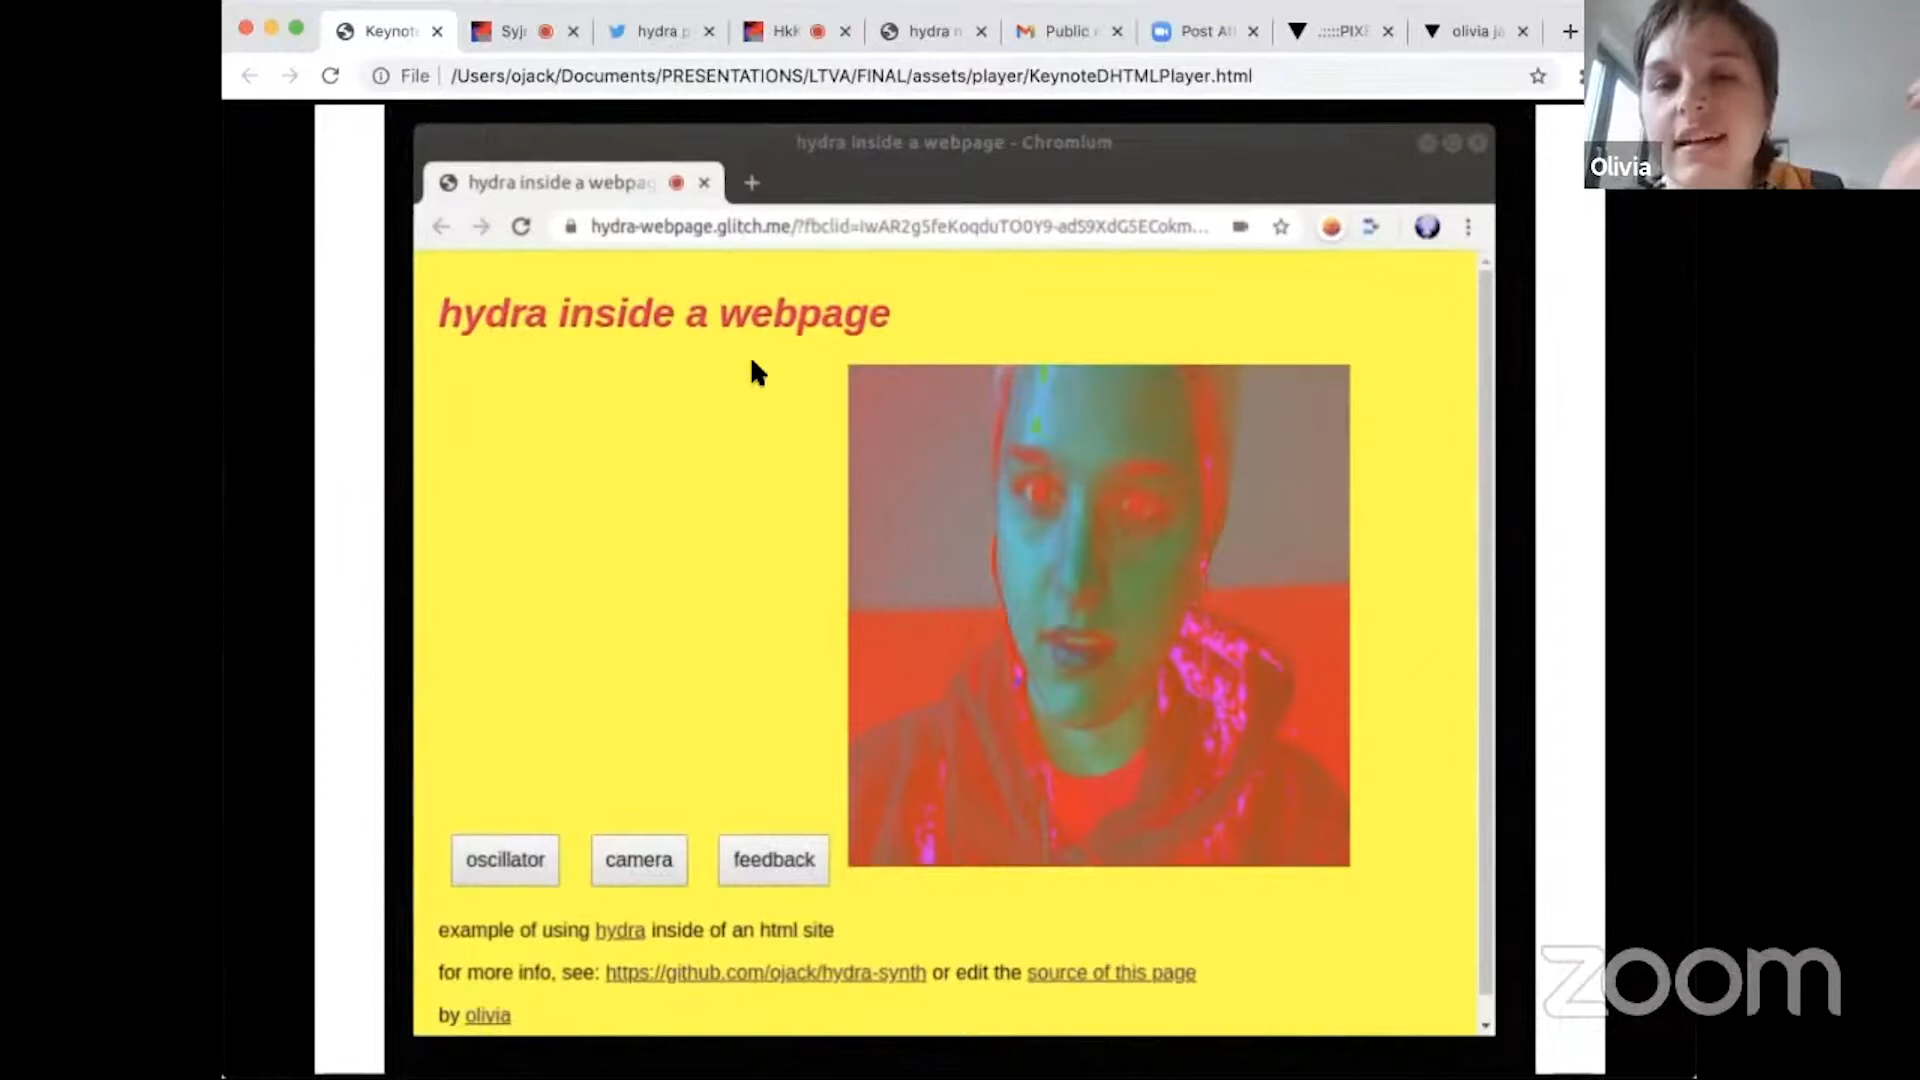 Keynot
Syj
hydra p
HkK
hydra n
Public
Post At
.:::::PIX
olivia ja
File
/Users/ojack/Documents/PRESENTATIONS/LTVA/FINAL/assets/player/KeynoteDHTMLPlayer.html
Olivia
hydra inside a webpage - Chromium
hydra inside a webpag
hydra-webpage.glitch.me/?fbclid=IwAR2g5feKoqduTO0Y9-adS9XdG5ECokm...
hydra inside a webpage
oscillator
camera
feedback
example of using hydra inside of an html site
for more info, see: https://github.com/ojack/hydra-synth or edit the source of this page
by olivia
zoom